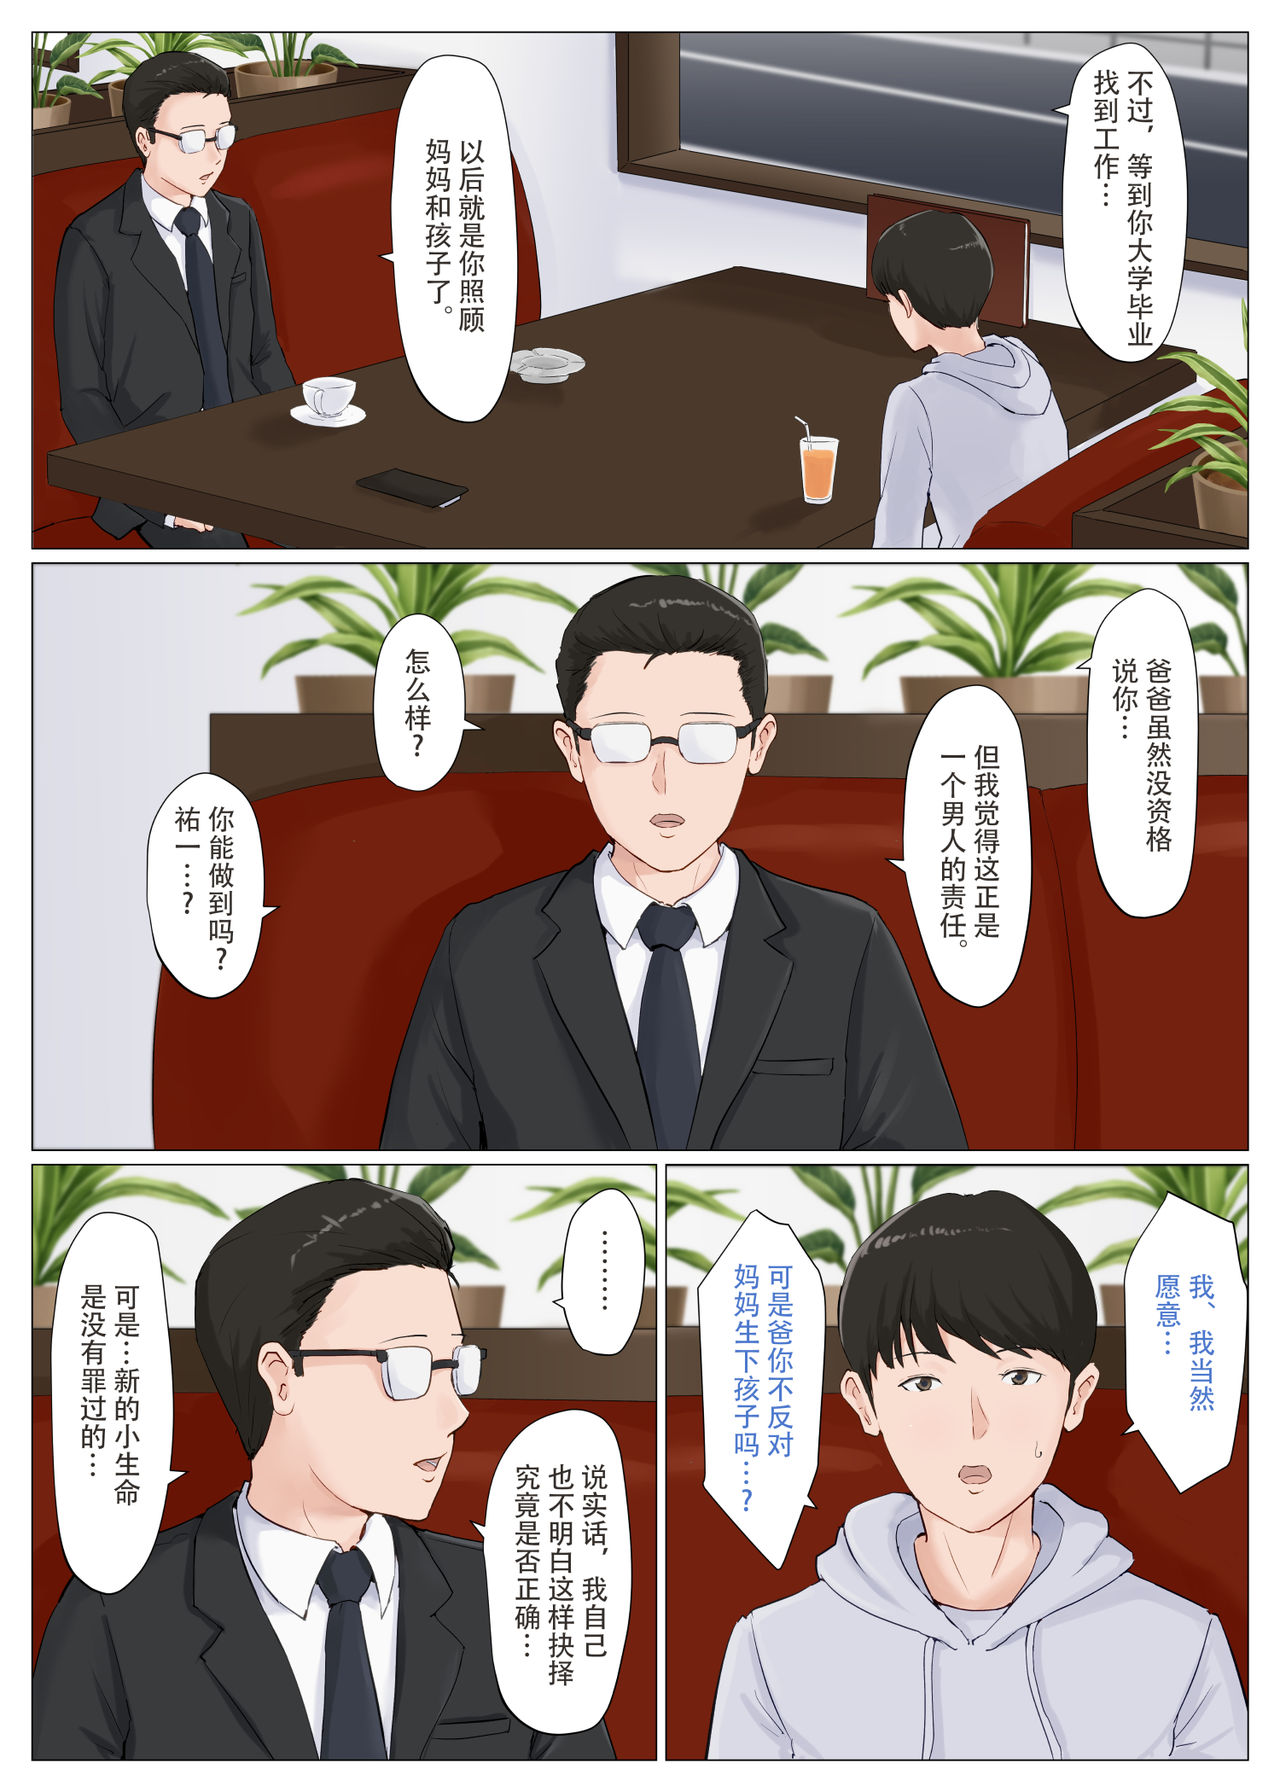 不过，等到你大学毕业
找到工作…
以后就是你照顾
妈妈和孩子了。
爸爸虽然没资格
说你…
但我觉得这正是
一个男人的责任。
怎么样？
你能做到吗？
祐一…？
我、我当然
愿意…
可是爸你不反对
妈妈生下孩子吗…？
………
说实话，我自己
也不明白这样抉择
究竟是否正确…
可是…新的小生命
是没有罪过的…